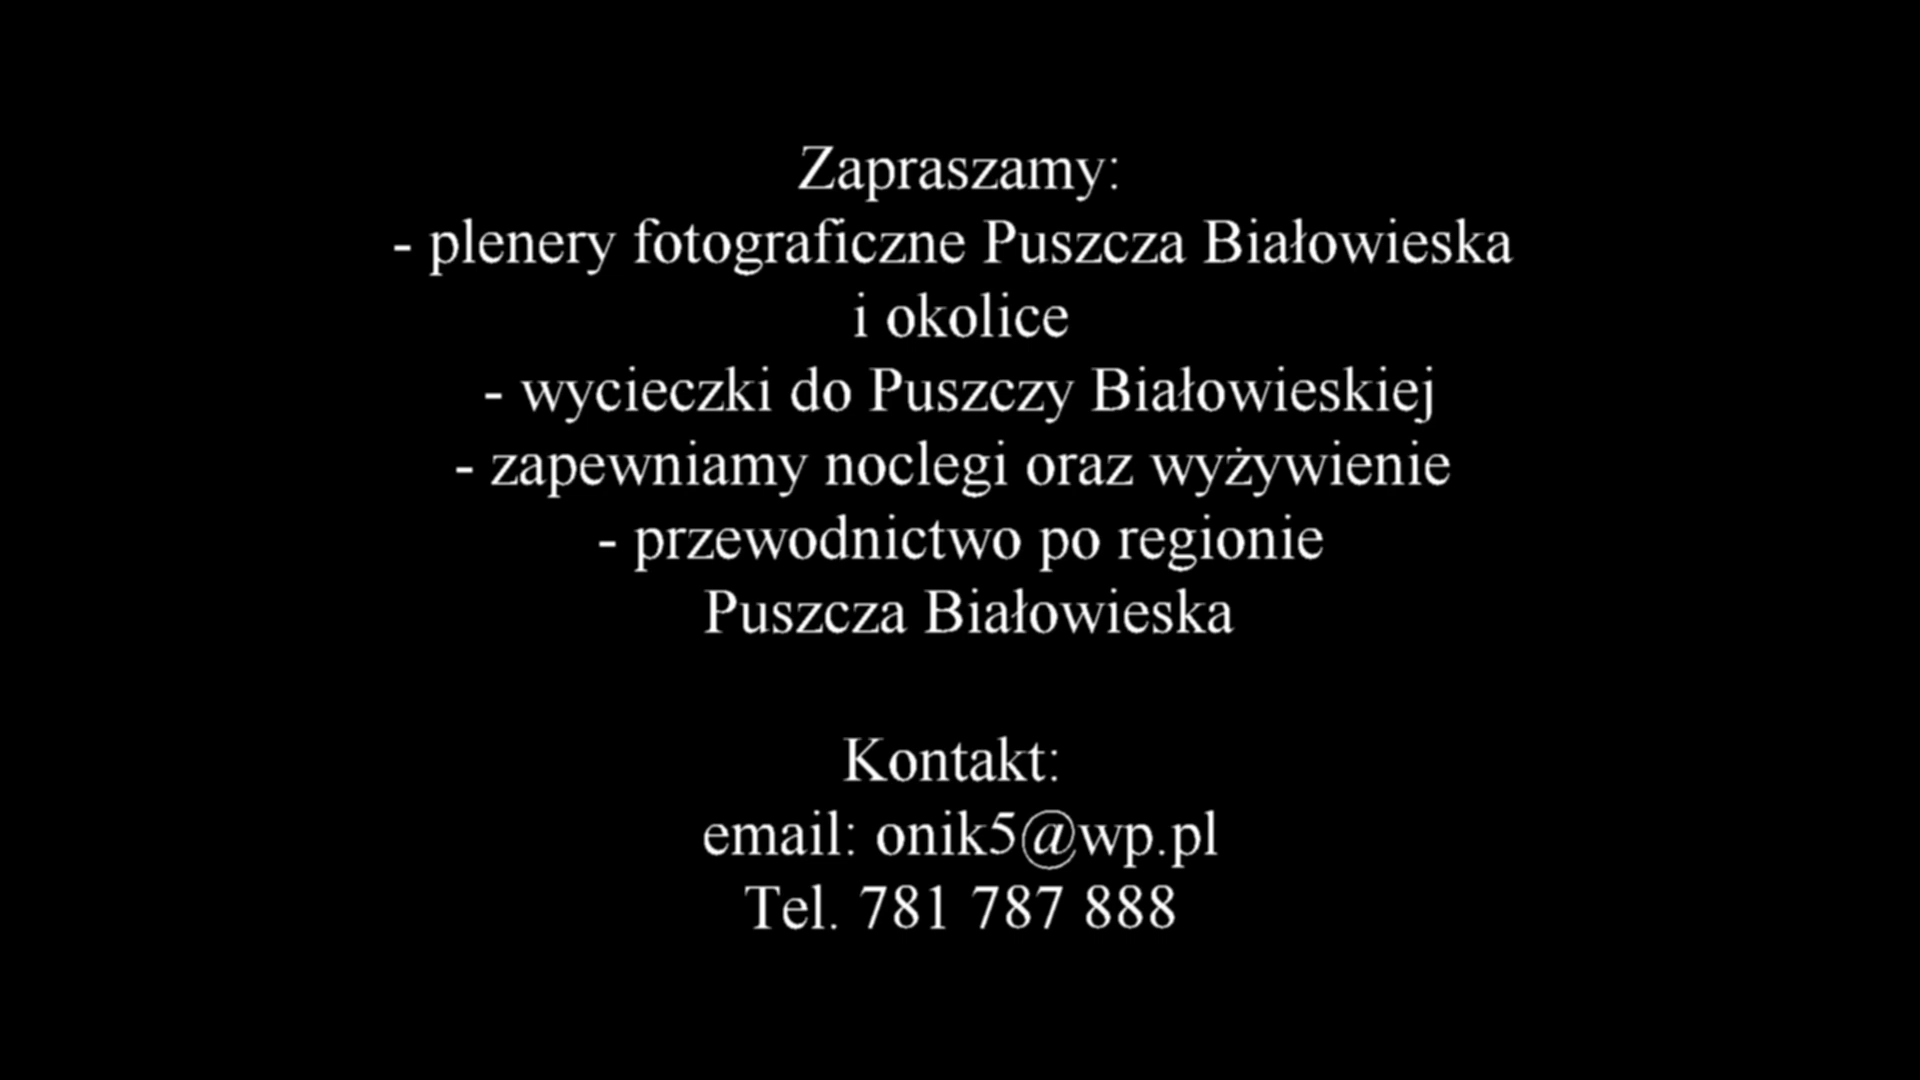 Zapraszamy:
- plenery fotograficzne Puszcza Białowieska
i okolice
- wycieczki do Puszczy Białowieskiej
- zapewniamy noclegi oraz wyżywienie
- przewodnictwo po regionie
Puszcza Białowieska
Kontakt:
email: onik5@wp.pl
Tel. 781 787 888